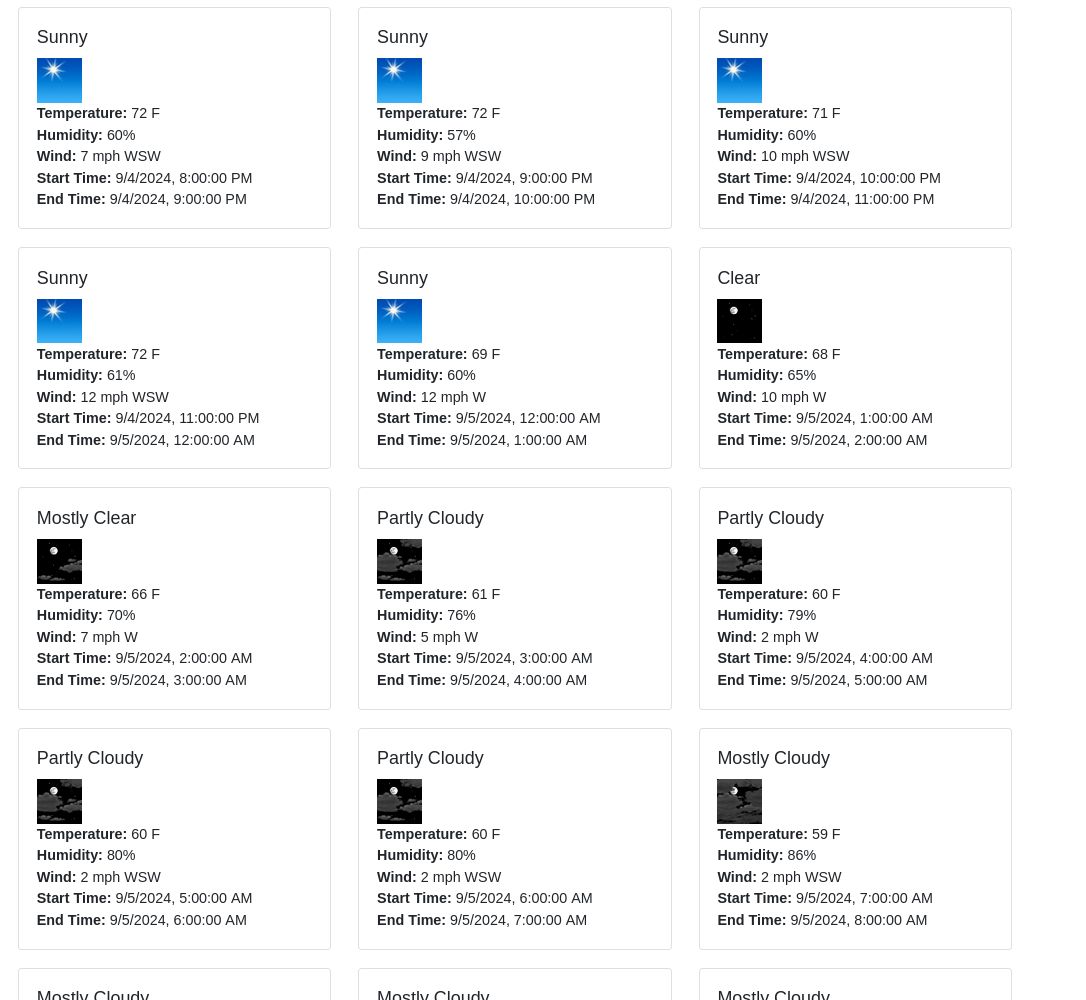 Sunny
Temperature: 72 F
Humidity: 60%
Wind: 7 mph WSW
Start Time: 9/4/2024, 8:00:00 PM
End Time: 9/4/2024, 9:00:00 PM
Sunny
Temperature: 72 F
Humidity: 57%
Wind: 9 mph WSW
Start Time: 9/4/2024, 9:00:00 PM
End Time: 9/4/2024, 10:00:00 PM
Sunny
Temperature: 71 F
Humidity: 60%
Wind: 10 mph WSW
Start Time: 9/4/2024, 10:00:00 PM
End Time: 9/4/2024, 11:00:00 PM
Sunny
Temperature: 72 F
Humidity: 61%
Wind: 12 mph WSW
Start Time: 9/4/2024, 11:00:00 PM
End Time: 9/5/2024, 12:00:00 AM
Sunny
Temperature: 69 F
Humidity: 60%
Wind: 12 mph W
Start Time: 9/5/2024, 12:00:00 AM
End Time: 9/5/2024, 1:00:00 AM
Clear
Temperature: 68 F
Humidity: 65%
Wind: 10 mph W
Start Time: 9/5/2024, 1:00:00 AM
End Time: 9/5/2024, 2:00:00 AM
Mostly Clear
Temperature: 66 F
Humidity: 70%
Wind: 7 mph W
Start Time: 9/5/2024, 2:00:00 AM
End Time: 9/5/2024, 3:00:00 AM
Partly Cloudy
Temperature: 61 F
Humidity: 76%
Wind: 5 mph W
Start Time: 9/5/2024, 3:00:00 AM
End Time: 9/5/2024, 4:00:00 AM
Partly Cloudy
Temperature: 60 F
Humidity: 79%
Wind: 2 mph W
Start Time: 9/5/2024, 4:00:00 AM
End Time: 9/5/2024, 5:00:00 AM
Partly Cloudy
Temperature: 60 F
Humidity: 80%
Wind: 2 mph WSW
Start Time: 9/5/2024, 5:00:00 AM
End Time: 9/5/2024, 6:00:00 AM
Partly Cloudy
Temperature: 60 F
Humidity: 80%
Wind: 2 mph WSW
Start Time: 9/5/2024, 6:00:00 AM
End Time: 9/5/2024, 7:00:00 AM
Mostly Cloudy
Temperature: 59 F
Humidity: 86%
Wind: 2 mph WSW
Start Time: 9/5/2024, 7:00:00 AM
End Time: 9/5/2024, 8:00:00 AM
Mostly Cloudy
Mostly Cloudy
Mostly Cloudy